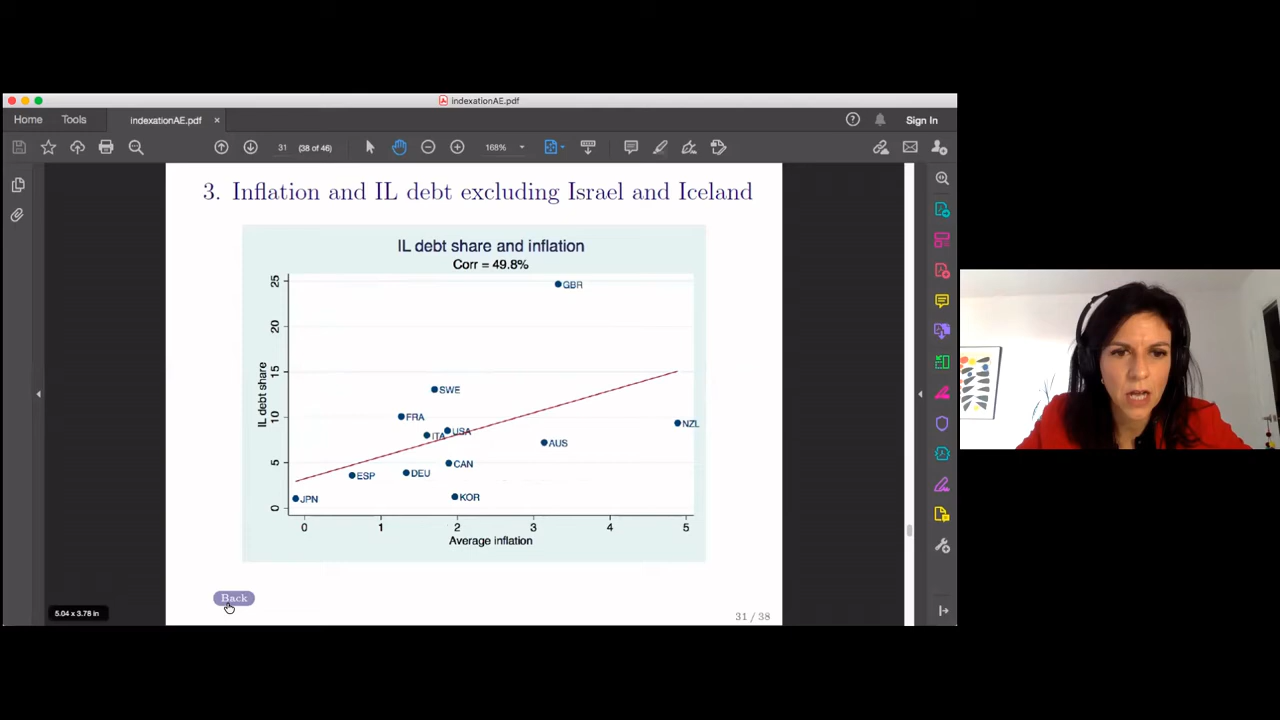 indexationAE.pdf
Home
Tools
indexationAE.pdf
×
Sign In
31
(38 of 46)
168%
3. Inflation and IL debt excluding Israel and Iceland
IL debt share and inflation
Corr = 49.8%
IL debt share
25
20
15
10
5
0
GBR
SWE
FRA
ITA
USA
NZL
AUS
CAN
DEU
ESP
KOR
JPN
0 1 2 3 4 5
Average inflation
Back
5.04 x 3.78 in
31 / 38